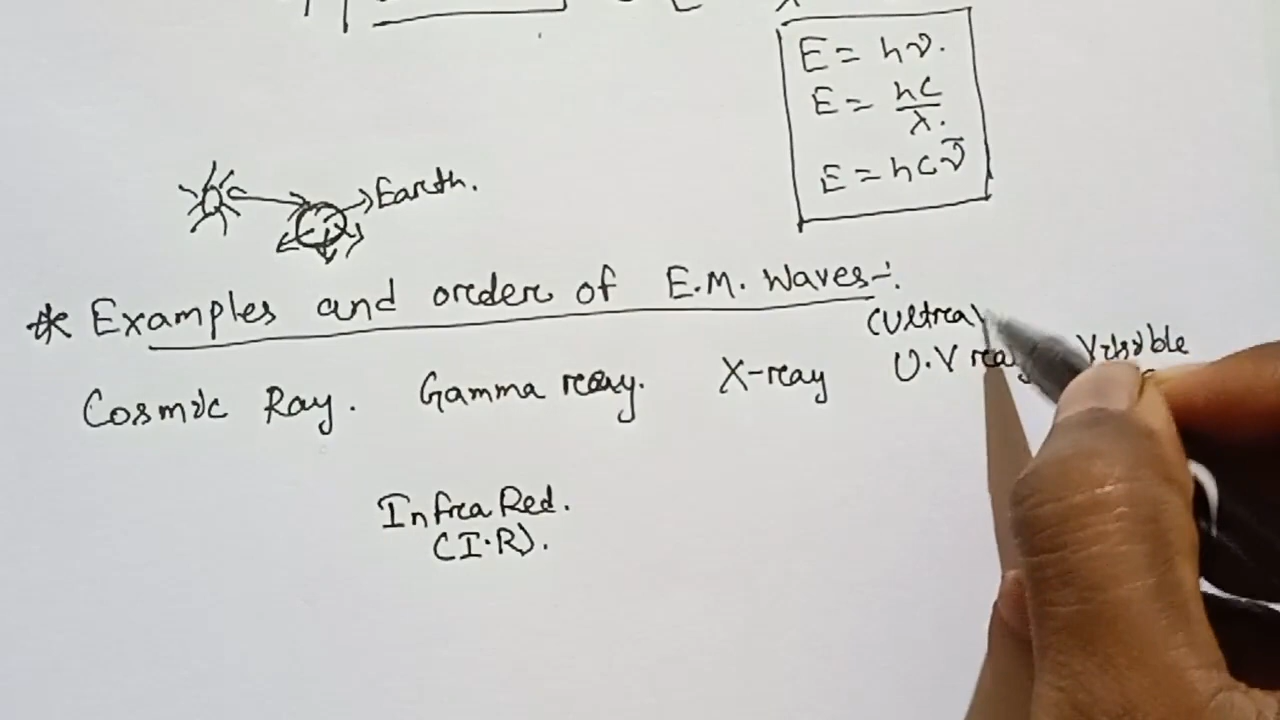 E = hν.
E = hc/λ.
E = hcν̄
Earth.
* Examples and order of E.M. Waves-:
(Ultra
Cosmic Ray. Gamma ray. X-ray U.V ray Visible
Infra Red.
(I.R).